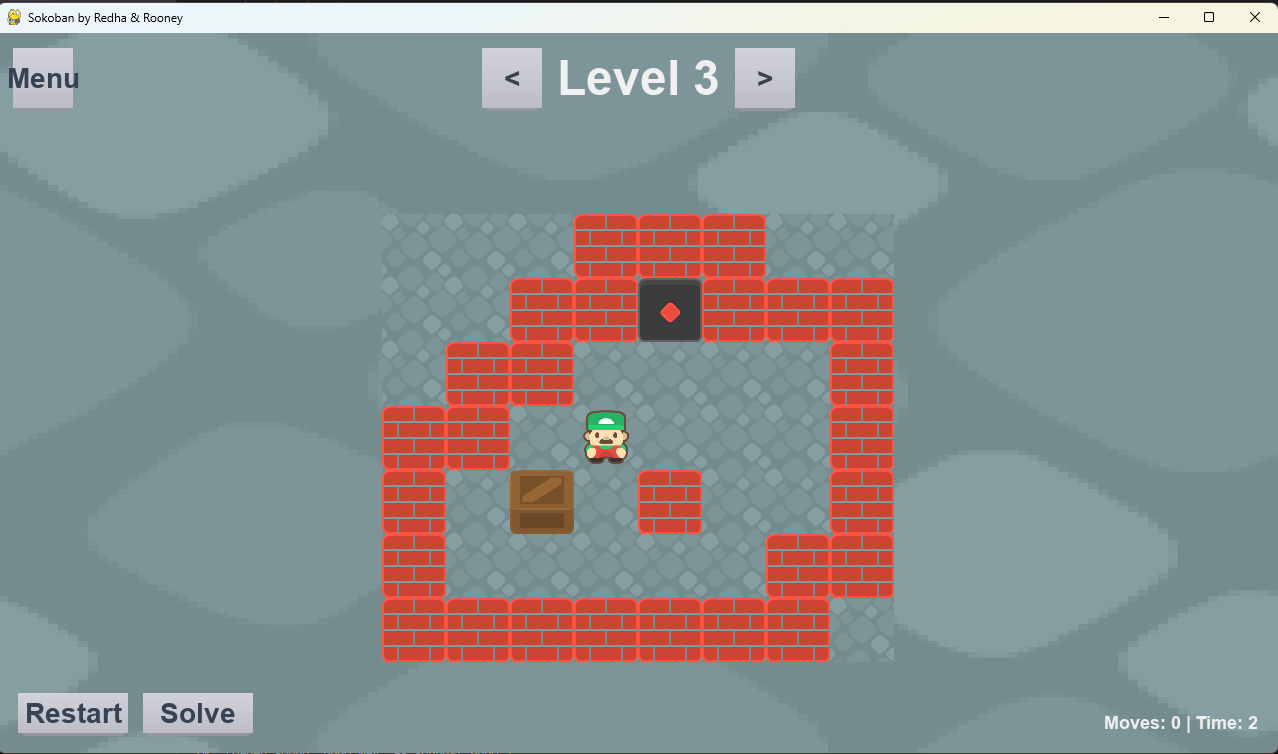 Sokoban by Redha & Rooney
Menu
<
Level 3
>
Restart
Solve
Moves: 0 | Time: 2